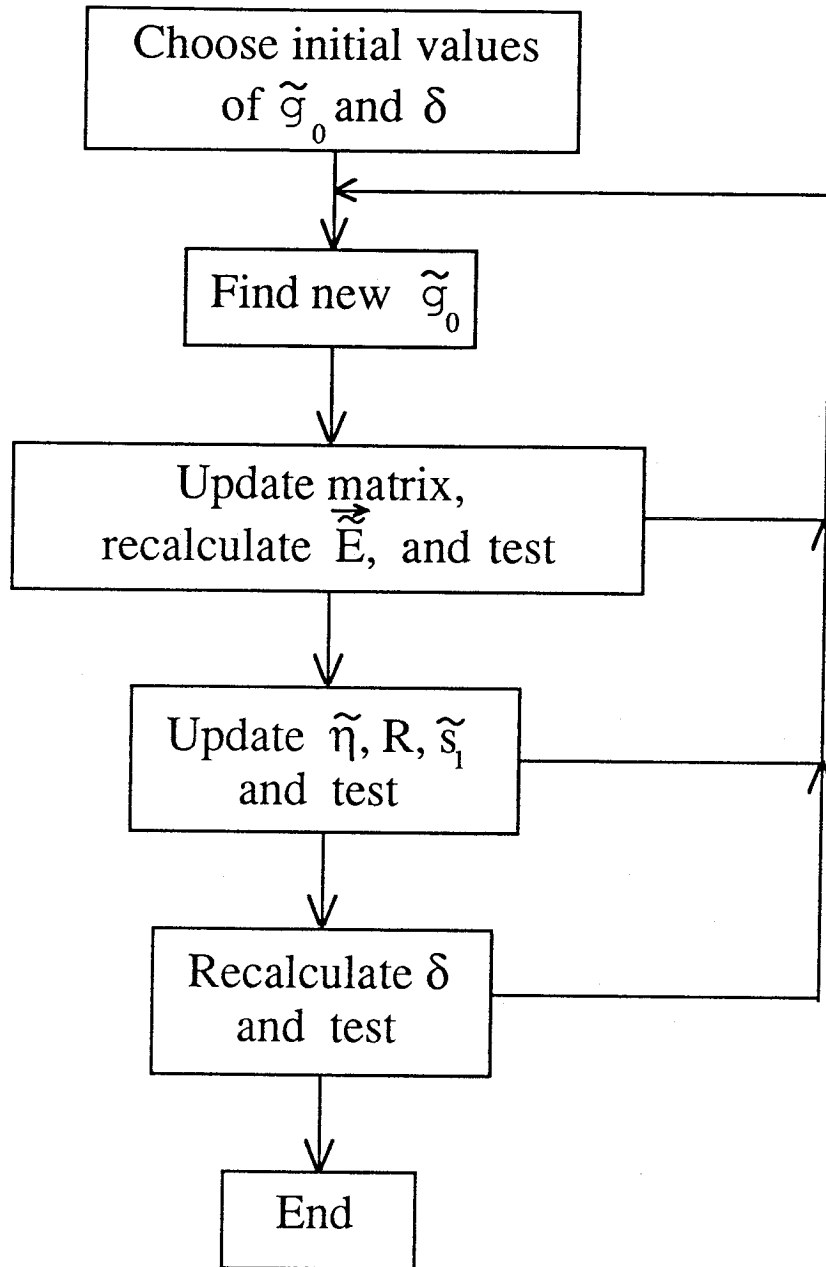 Choose initial values
of g̃₀ and δ
Find new g̃₀
Update matrix,
recalculate Ẽ⃗, and test
Update η̃, R, s̃₁
and test
Recalculate δ
and test
End